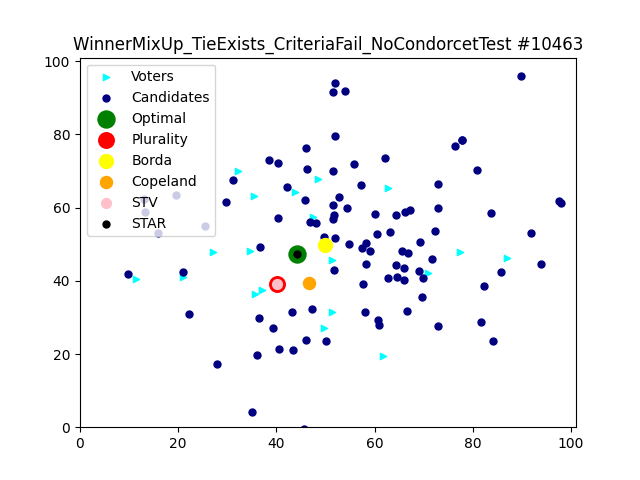 WinnerMixUp_TieExists_CriteriaFail_NoCondorcetTest #10463
100
80
60
40
20
0
0 20 40 60 80 100
Voters
Candidates
Optimal
Plurality
Borda
Copeland
STV
STAR